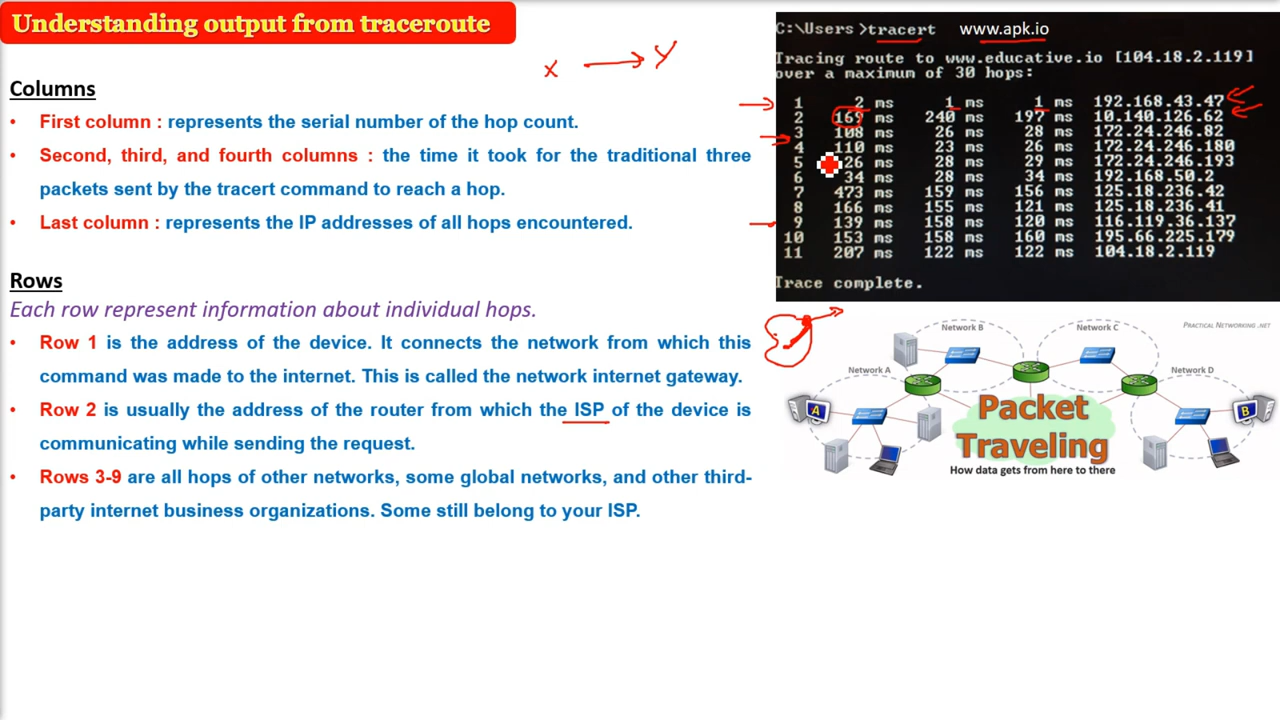 Understanding output from traceroute
X → Y
Columns
• First column : represents the serial number of the hop count.
• Second, third, and fourth columns : the time it took for the traditional three
packets sent by the tracert command to reach a hop.
• Last column : represents the IP addresses of all hops encountered.
Rows
Each row represent information about individual hops.
• Row 1 is the address of the device. It connects the network from which this
command was made to the internet. This is called the network internet gateway.
• Row 2 is usually the address of the router from which the ISP of the device is
communicating while sending the request.
• Rows 3-9 are all hops of other networks, some global networks, and other third-
party internet business organizations. Some still belong to your ISP.
C:\Users >tracert www.apk.io
Tracing route to www.educative.io [104.18.2.119]
over a maximum of 30 hops:
1 2 ms 1 ms 1 ms 192.168.43.47
2 169 ms 240 ms 197 ms 10.140.126.62
3 108 ms 26 ms 28 ms 172.24.246.82
4 110 ms 23 ms 26 ms 172.24.246.180
5 26 ms 28 ms 29 ms 172.24.246.193
6 34 ms 28 ms 34 ms 192.168.50.2
7 473 ms 159 ms 156 ms 125.18.236.42
8 166 ms 155 ms 121 ms 125.18.236.41
9 139 ms 158 ms 120 ms 116.119.36.137
10 153 ms 158 ms 160 ms 195.66.225.179
11 207 ms 122 ms 122 ms 104.18.2.119
Trace complete.
PRACTICAL NETWORKING .NET
Network B
Network C
Network A
Network D
A
B
Packet
Traveling
How data gets from here to there